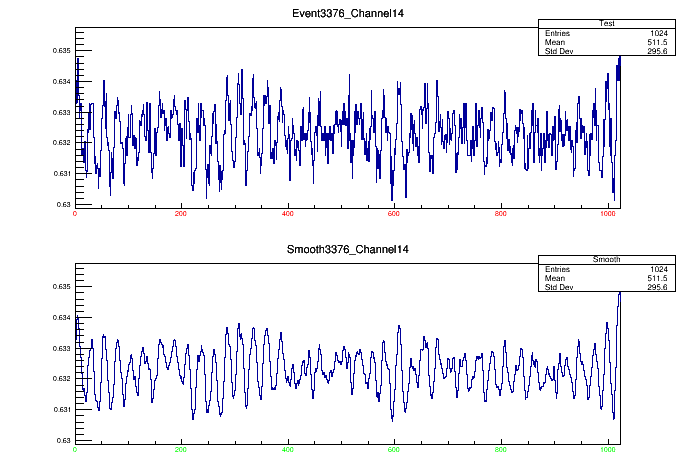 Event3376_Channel14
Test
Entries 1024
Mean 511.5
Std Dev 295.6
0.635
0.634
0.633
0.632
0.631
0.63
0 200 400 600 800 1000
Smooth3376_Channel14
Smooth
Entries 1024
Mean 511.5
Std Dev 295.6
0.635
0.634
0.633
0.632
0.631
0.63
0 200 400 600 800 1000